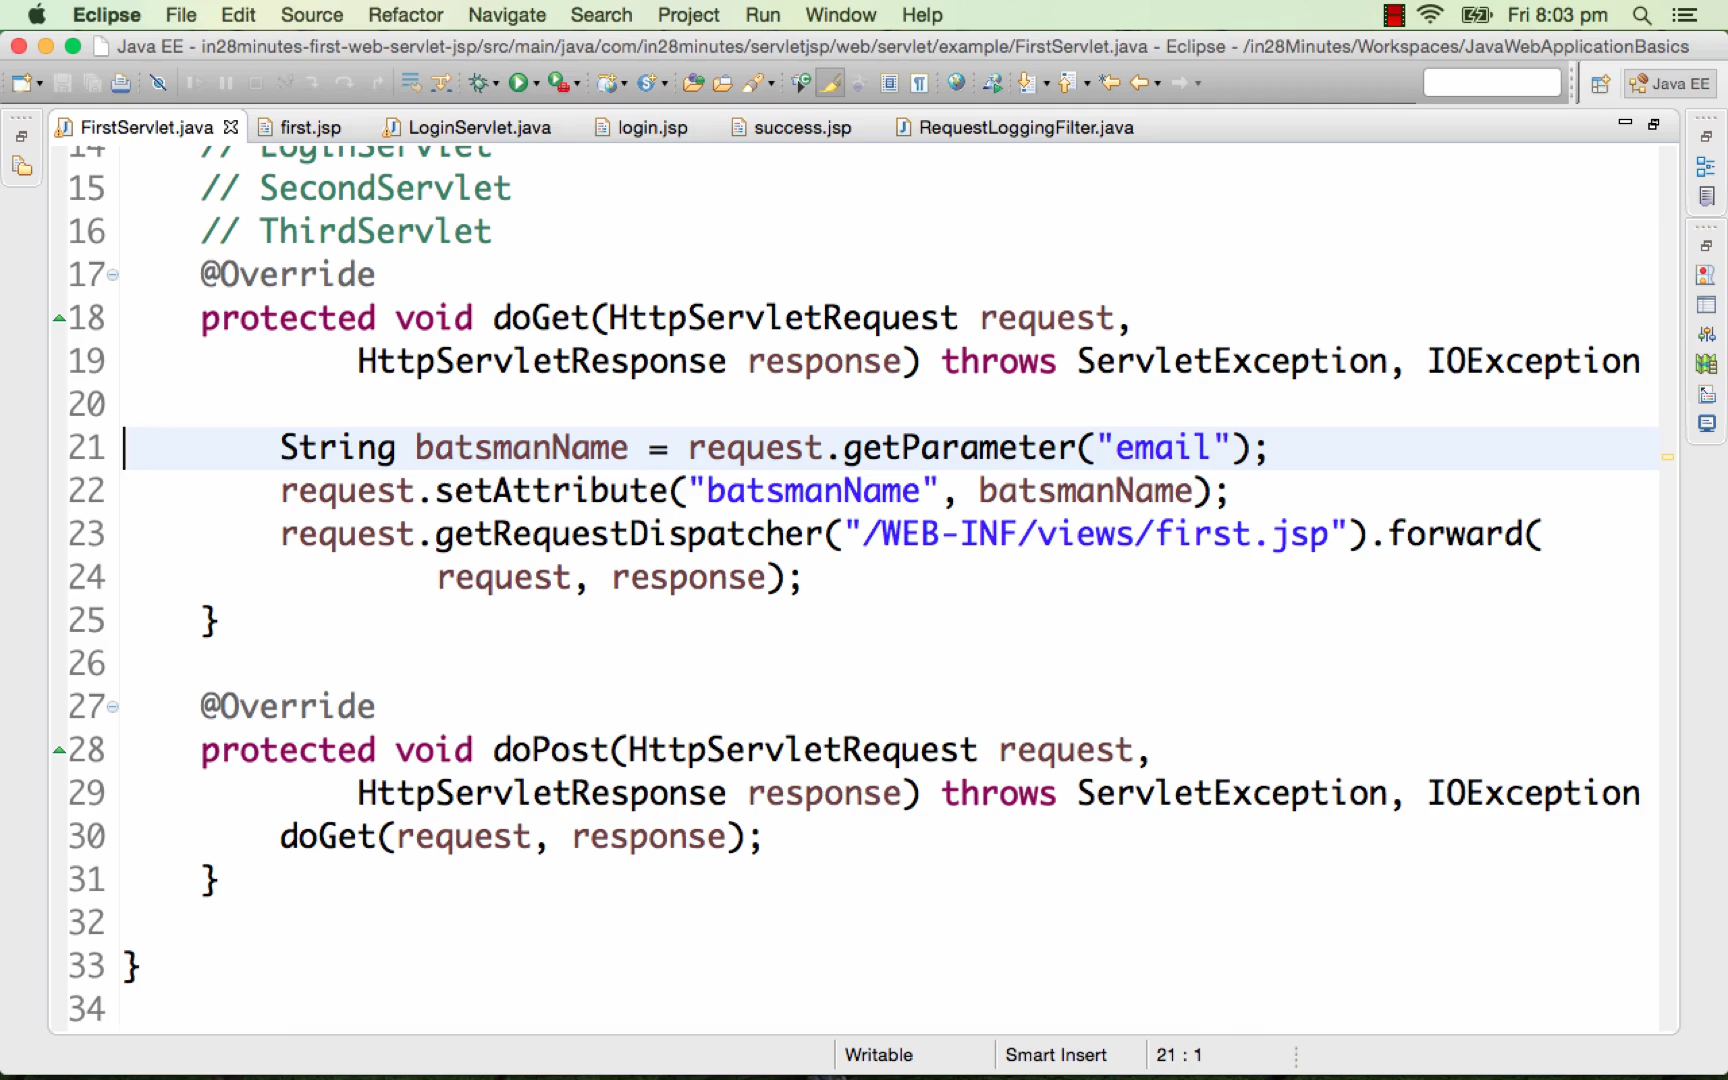 Eclipse File Edit Source Refactor Navigate Search Project Run Window Help Fri 8:03 pm
Java EE - in28minutes-first-web-servlet-jsp/src/main/java/com/in28minutes/servletjsp/web/servlet/example/FirstServlet.java - Eclipse - /in28Minutes/Workspaces/JavaWebApplicationBasics
Java EE
FirstServlet.java first.jsp LoginServlet.java login.jsp success.jsp RequestLoggingFilter.java
14 // LoginServlet
15 // SecondServlet
16 // ThirdServlet
17 @Override
18 protected void doGet(HttpServletRequest request,
19 HttpServletResponse response) throws ServletException, IOException
20
21 String batsmanName = request.getParameter("email");
22 request.setAttribute("batsmanName", batsmanName);
23 request.getRequestDispatcher("/WEB-INF/views/first.jsp").forward(
24 request, response);
25 }
26
27 @Override
28 protected void doPost(HttpServletRequest request,
29 HttpServletResponse response) throws ServletException, IOException
30 doGet(request, response);
31 }
32
33 }
34
Writable Smart Insert 21 : 1